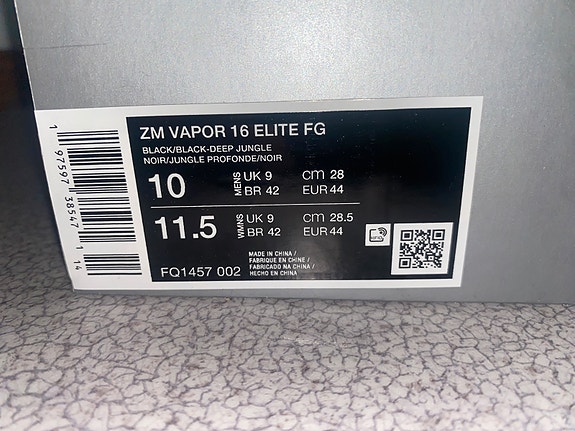 ZM VAPOR 16 ELITE FG
BLACK/BLACK-DEEP JUNGLE
NOIR/JUNGLE PROFONDE/NOIR
10 MENS UK 9 CM 28
BR 42 EUR 44
11.5 WMNS UK 9 CM 28.5
BR 42 EUR 44
FQ1457 002
MADE IN CHINA /
FABRIQUE EN CHINE /
FABRICADO NA CHINA /
HECHO EN CHINA
1 97597 38547 1 14